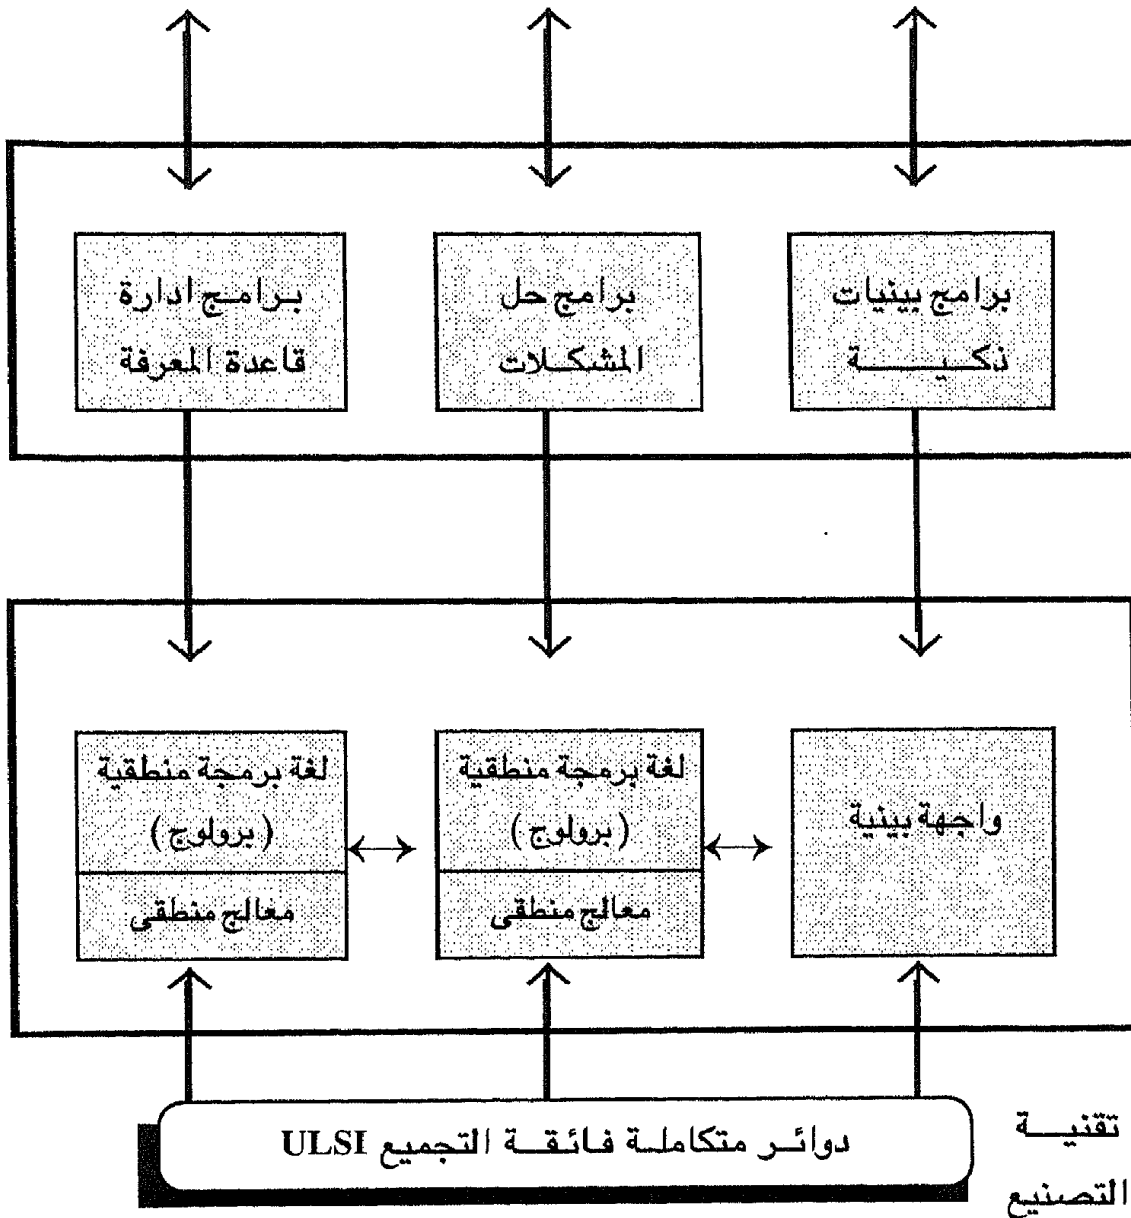 برامج بينيات
ذكية
برامج حل
المشكلات
برامج ادارة
قاعدة المعرفة
واجهة بينية
لغة برمجة منطقية
(برولوج)
معالج منطقى
لغة برمجة منطقية
(برولوج)
معالج منطقى
تقنية
التصنيع
دوائر متكاملة فائقة التجميع ULSI